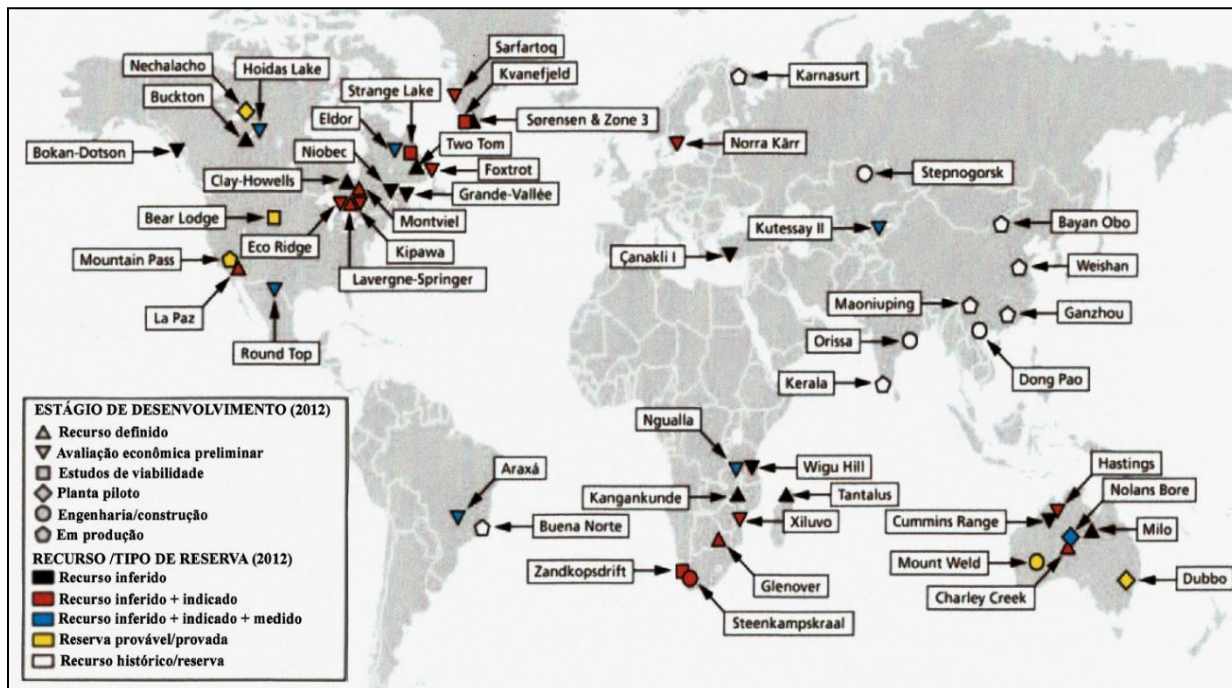 Sarfartoq
Kvanefjeld
Nechalacho
Hoidas Lake
Strange Lake
Karnasurt
Buckton
Eldor
Sørensen & Zone 3
Bokan-Dotson
Niobec
Two Tom
Norra Kärr
Foxtrot
Clay-Howells
Stepnogorsk
Grande-Vallée
Bear Lodge
Montviel
Kutessay II
Bayan Obo
Eco Ridge
Kipawa
Mountain Pass
Çanakli I
Weishan
Lavergne-Springer
La Paz
Maoniuping
Ganzhou
Round Top
Orissa
Kerala
Dong Pao
ESTÁGIO DE DESENVOLVIMENTO (2012)
Recurso definido
Avaliação econômica preliminar
Estudos de viabilidade
Planta piloto
Engenharia/construção
Em produção
RECURSO /TIPO DE RESERVA (2012)
Recurso inferido
Recurso inferido + indicado
Recurso inferido + indicado + medido
Reserva provável/provada
Recurso histórico/reserva
Ngualla
Araxá
Wigu Hill
Hastings
Nolans Bore
Kangankunde
Tantalus
Buena Norte
Xiluvo
Cummins Range
Milo
Zandkopsdrift
Glenover
Mount Weld
Dubbo
Charley Creek
Steenkampskraal